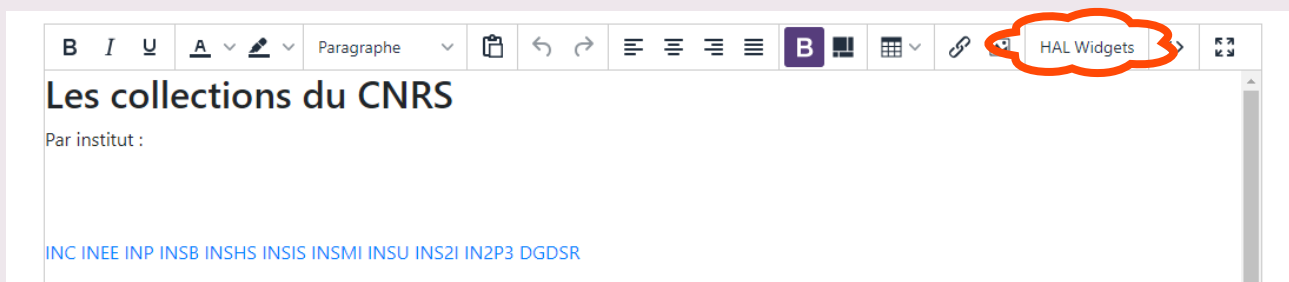 B I U A Paragraphe B HAL Widgets
Les collections du CNRS
Par institut :
INC INEE INP INSB INSHS INSIS INSMI INSU INS2I IN2P3 DGDSR